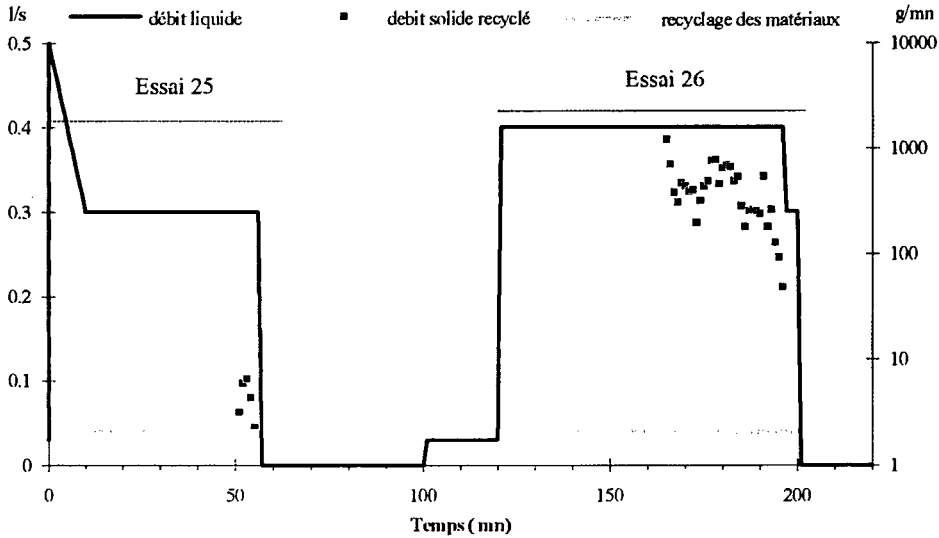 l/s débit liquide debit solide recyclé recyclage des matériaux g/mn
0.5 10000
Essai 25 Essai 26
0.4 1000
0.3
100
0.2
10
0.1
0 1
0 50 100 150 200
Temps (mn)